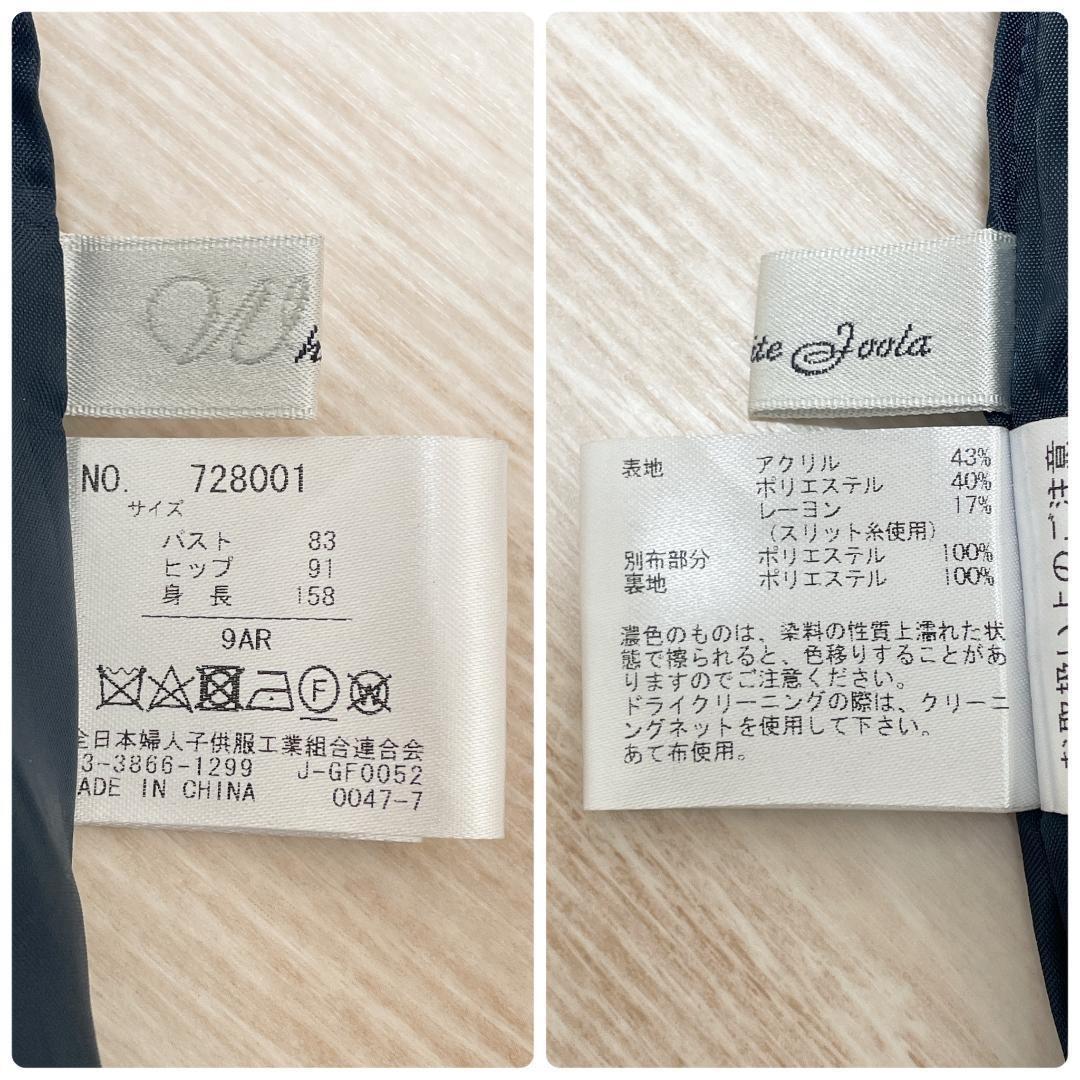 Wh
NO. 728001
サイズ
バスト 83
ヒップ 91
身 長 158
9AR
F
W
全日本婦人子供服工業組合連合会
3-3866-1299 J-GF0052
ADE IN CHINA 0047-7
ite Joola
表地 アクリル 43%
ポリエステル 40%
レーヨン 17%
(スリット糸使用)
別布部分 ポリエステル 100%
裏地 ポリエステル 100%
濃色のものは、染料の性質上濡れた状
態で擦られると、色移りすることがあ
りますのでご注意ください。
ドライクリーニングの際は、クリーニ
ングネットを使用して下さい。
あて布使用。
上のご注意